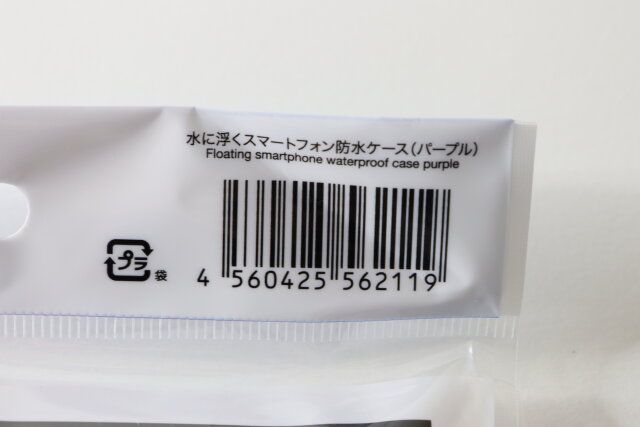 水に浮くスマートフォン防水ケース(パープル)
Floating smartphone waterproof case purple
プラ 袋
4 560425 562119